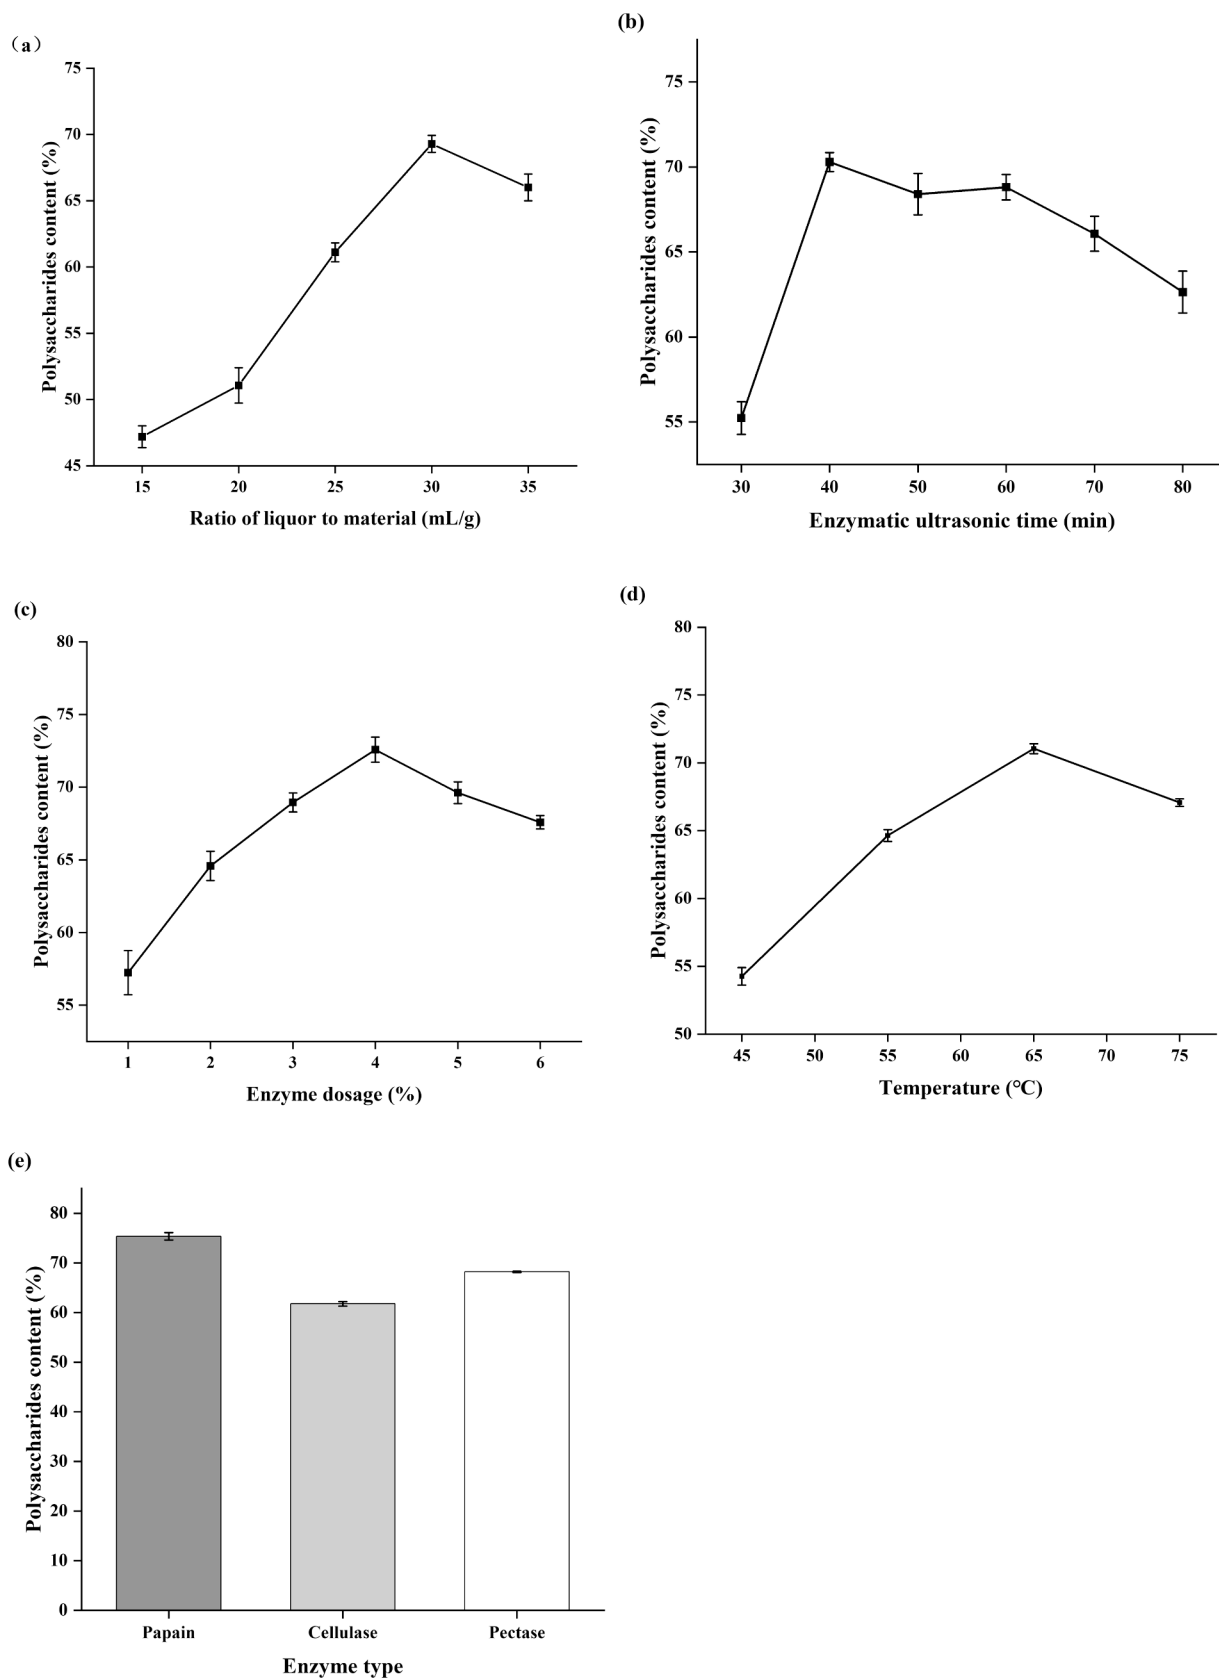 （a）
75
70
65
60
55
50
45
15 20 25 30 35
Polysaccharides content (%)
Ratio of liquor to material (mL/g)
(b)
75
70
65
60
55
30 40 50 60 70 80
Polysaccharides content (%)
Enzymatic ultrasonic time (min)
(c)
80
75
70
65
60
55
1 2 3 4 5 6
Polysaccharides content (%)
Enzyme dosage (%)
(d)
80
75
70
65
60
55
50
45 50 55 60 65 70 75
Polysaccharides content (%)
Temperature (°C)
(e)
80
70
60
50
40
30
20
10
0
Papain Cellulase Pectase
Polysaccharides content (%)
Enzyme type